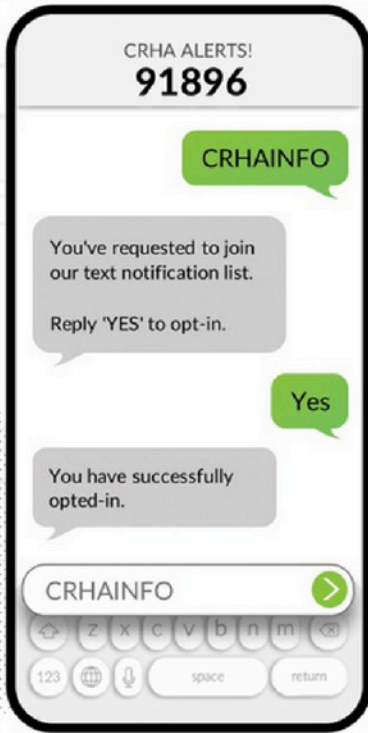 CRHA ALERTS!
91896
CRHAINFO
You've requested to join
our text notification list.
Reply 'YES' to opt-in.
Yes
You have successfully
opted-in.
CRHAINFO
z x c v b n m
123 space return